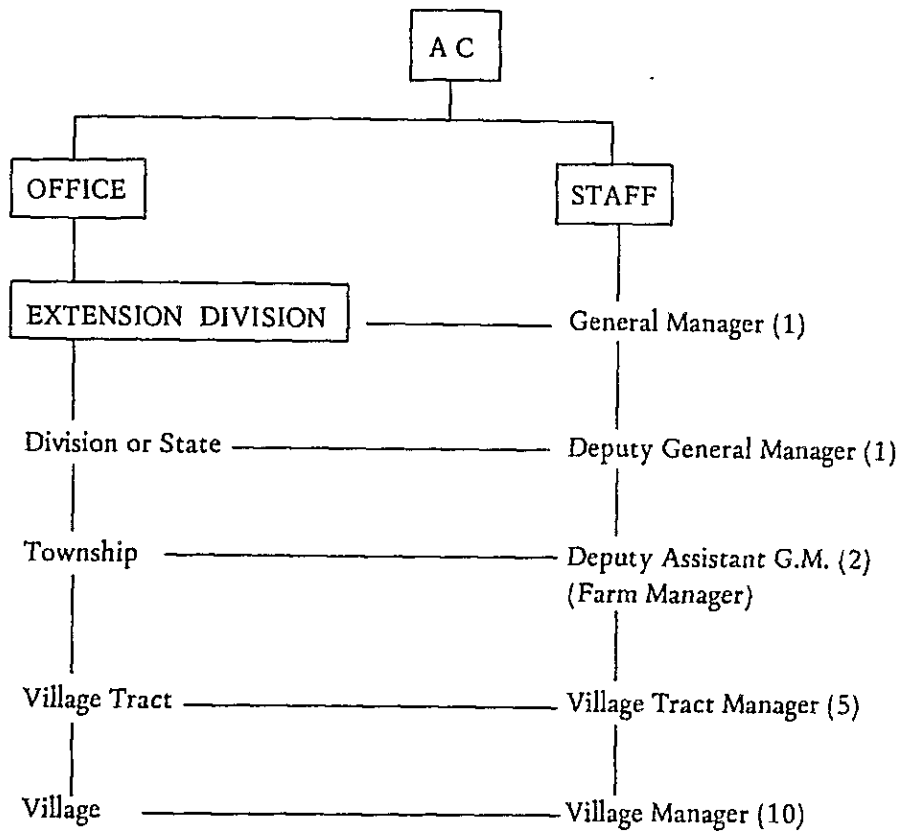 A C
OFFICE
STAFF
EXTENSION DIVISION
General Manager (1)
Division or State
Deputy General Manager (1)
Township
Deputy Assistant G.M. (2)
(Farm Manager)
Village Tract
Village Tract Manager (5)
Village
Village Manager (10)